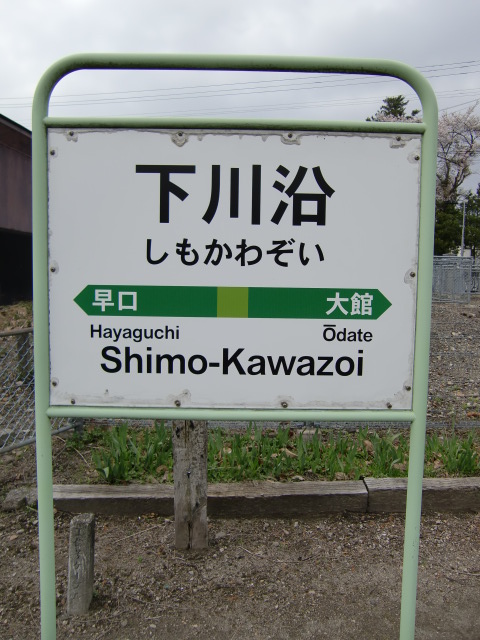 下川沿
しもかわぞい
早口 大館
Hayaguchi Ōdate
Shimo-Kawazoi